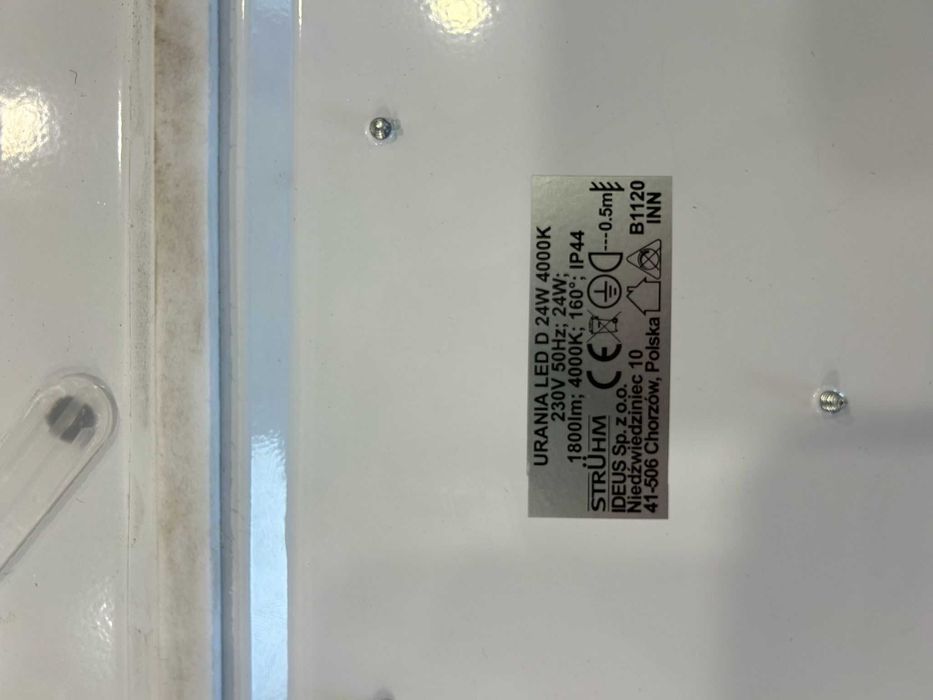 URANIA LED D 24W 4000K
230V 50Hz; 24W;
1800lm; 4000K; 160°; IP44
STRÜHM CE ---0.5m
IDEUS Sp. z o.o.
Niedźwiedziniec 10
41-506 Chorzów, Polska
B1120
INN